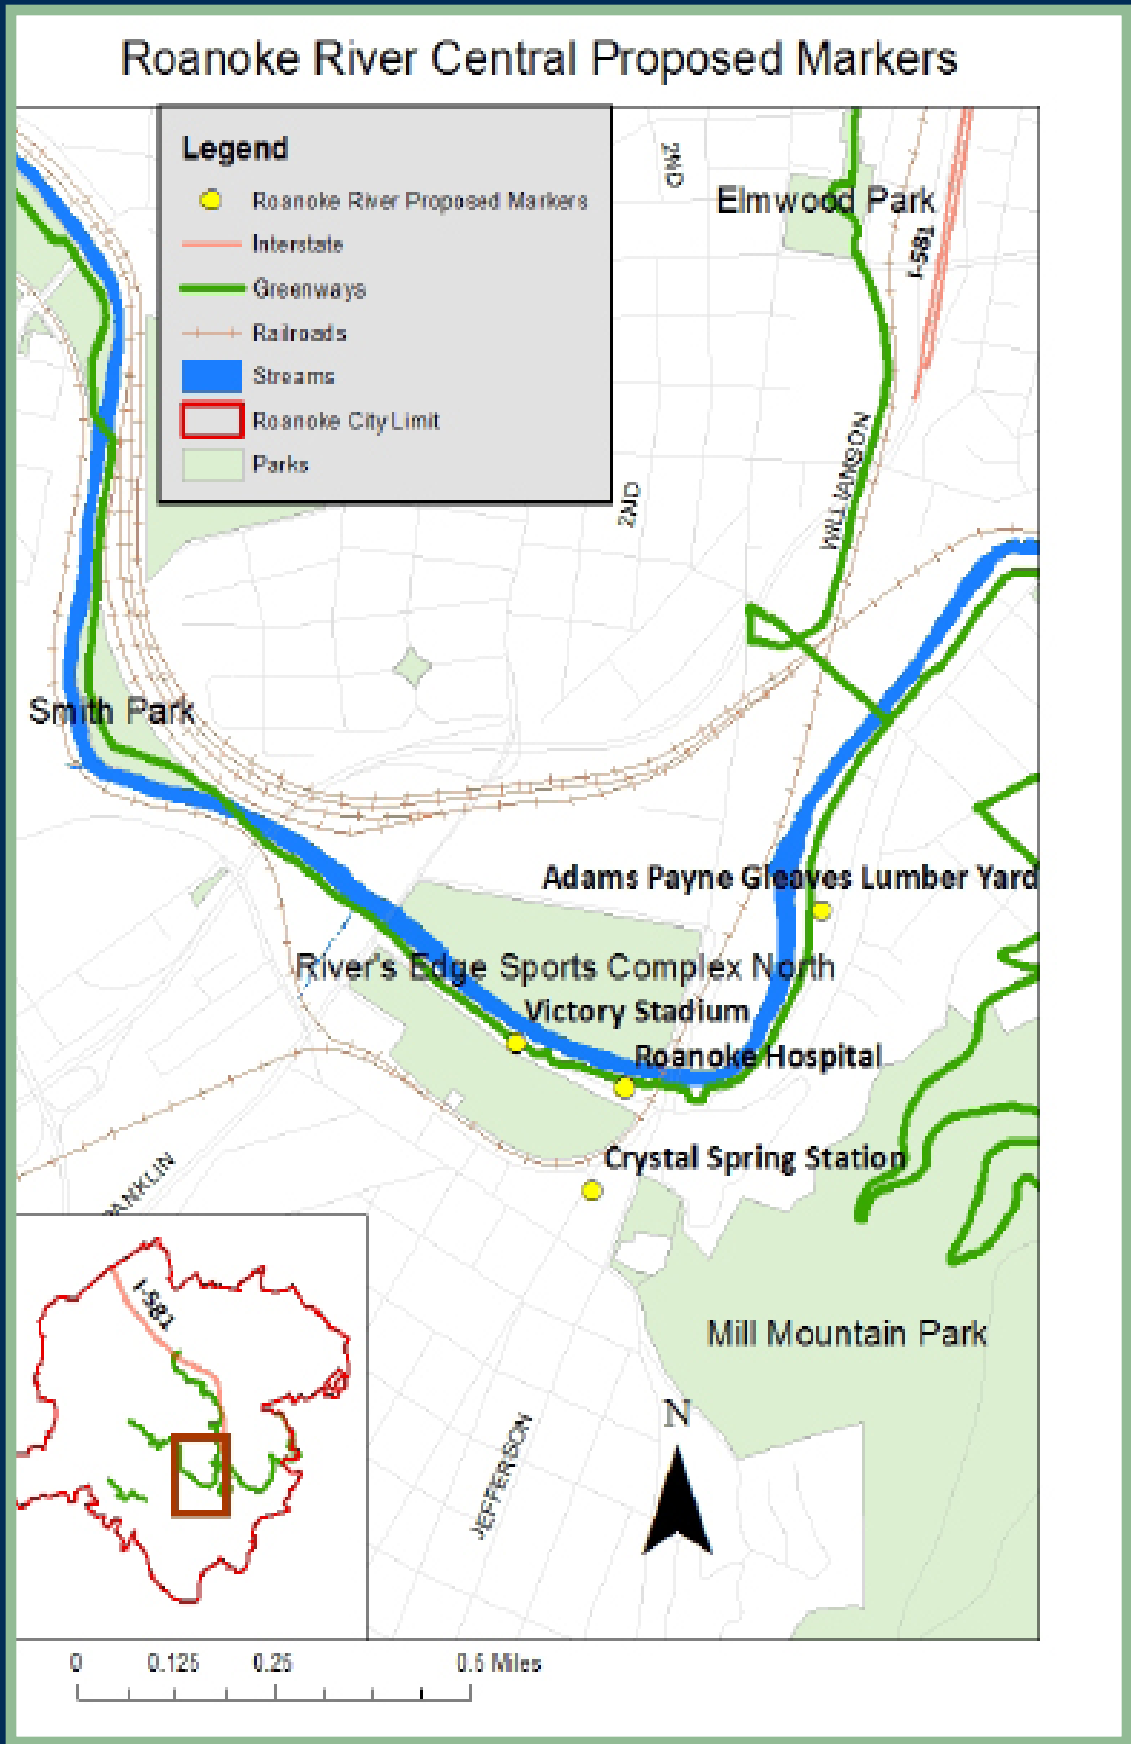 Roanoke River Central Proposed Markers
Legend
Roanoke River Proposed Markers
Interstate
Greenways
Railroads
Streams
Roanoke City Limit
Parks
2ND
Elmwood Park
I-581
WILLIAMSON
2ND
Smith Park
Adams Payne Gleaves Lumber Yard
River's Edge Sports Complex North
Victory Stadium
Roanoke Hospital
Crystal Spring Station
ANKLIN
I-581
Mill Mountain Park
N
JEFFERSON
0 0.125 0.25 0.5 Miles